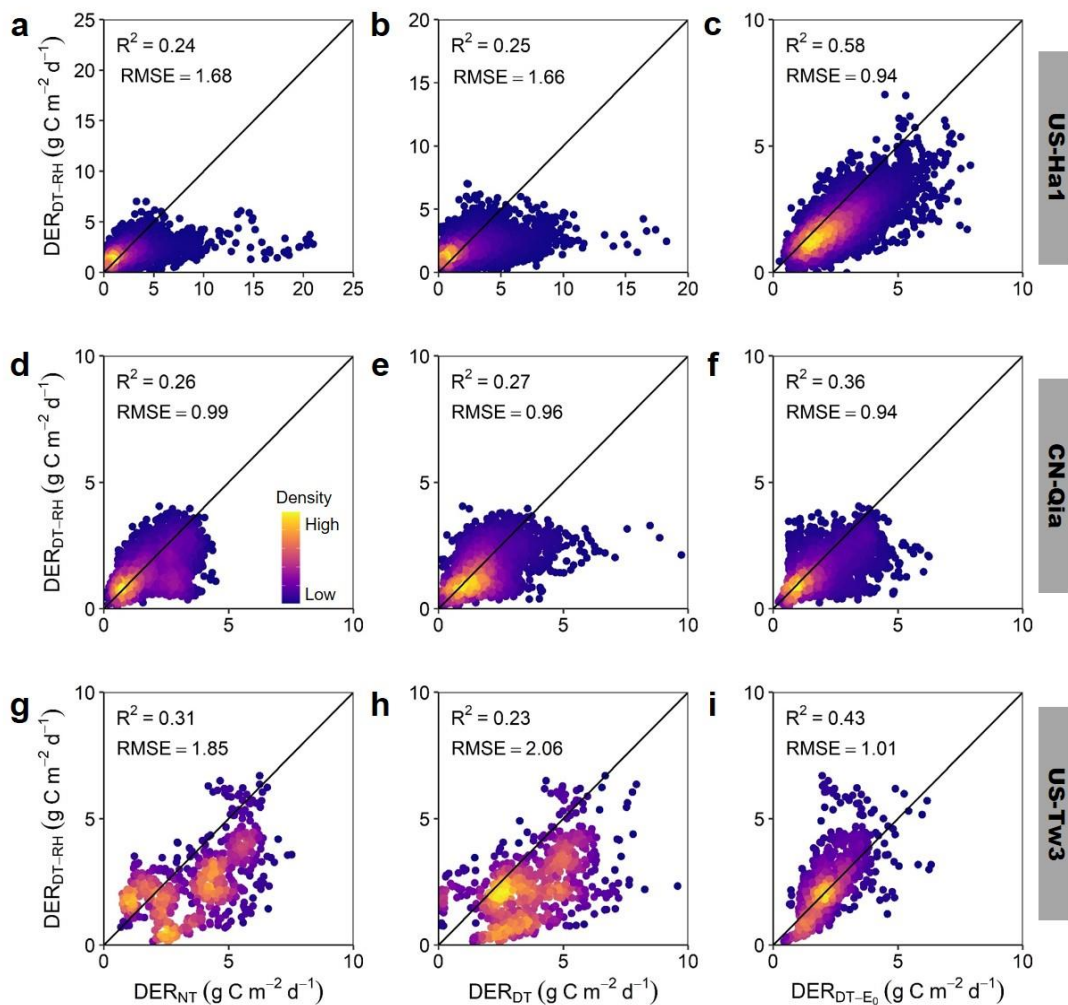 a
b
c
25
20
15
10
5
0
R² = 0.24
RMSE = 1.68
0 5 10 15 20 25
20
15
10
5
0
R² = 0.25
RMSE = 1.66
0 5 10 15 20
10
5
0
R² = 0.58
RMSE = 0.94
0 5 10
DER_DT−RH (g C m⁻² d⁻¹)
US-Ha1
d
e
f
10
5
0
R² = 0.26
RMSE = 0.99
Density
High
Low
0 5 10
10
5
0
R² = 0.27
RMSE = 0.96
0 5 10
10
5
0
R² = 0.36
RMSE = 0.94
0 5 10
DER_DT−RH (g C m⁻² d⁻¹)
CN-Qia
g
h
i
10
5
0
R² = 0.31
RMSE = 1.85
0 5 10
10
5
0
R² = 0.23
RMSE = 2.06
0 5 10
10
5
0
R² = 0.43
RMSE = 1.01
0 5 10
DER_DT−RH (g C m⁻² d⁻¹)
US-Tw3
DER_NT (g C m⁻² d⁻¹)
DER_DT (g C m⁻² d⁻¹)
DER_DT−E₀ (g C m⁻² d⁻¹)